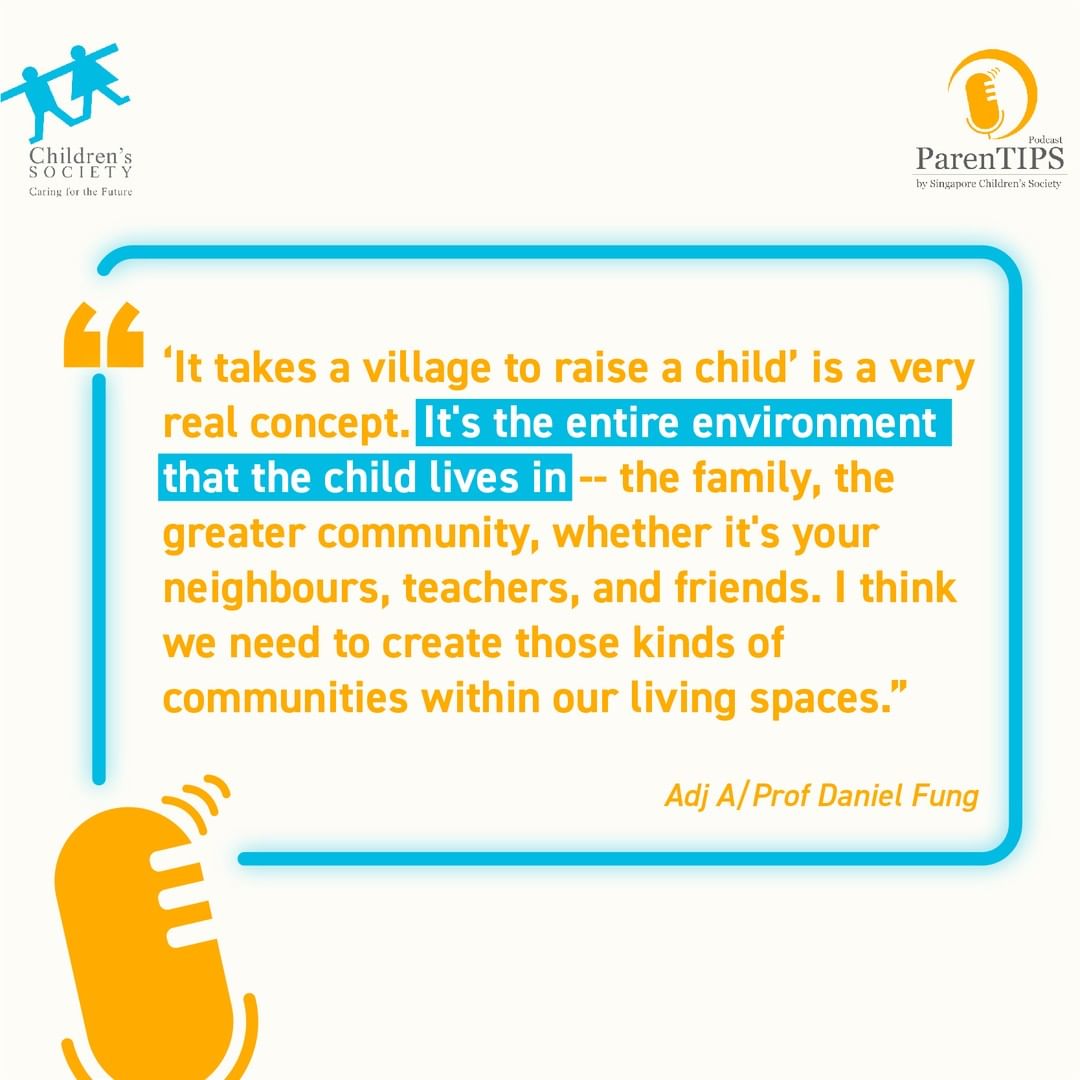 Children's
SOCIETY
Caring for the Future
Podcast
ParenTIPS
by Singapore Children's Society
“
‘It takes a village to raise a child’ is a very
real concept. It's the entire environment
that the child lives in -- the family, the
greater community, whether it's your
neighbours, teachers, and friends. I think
we need to create those kinds of
communities within our living spaces.”
Adj A/Prof Daniel Fung